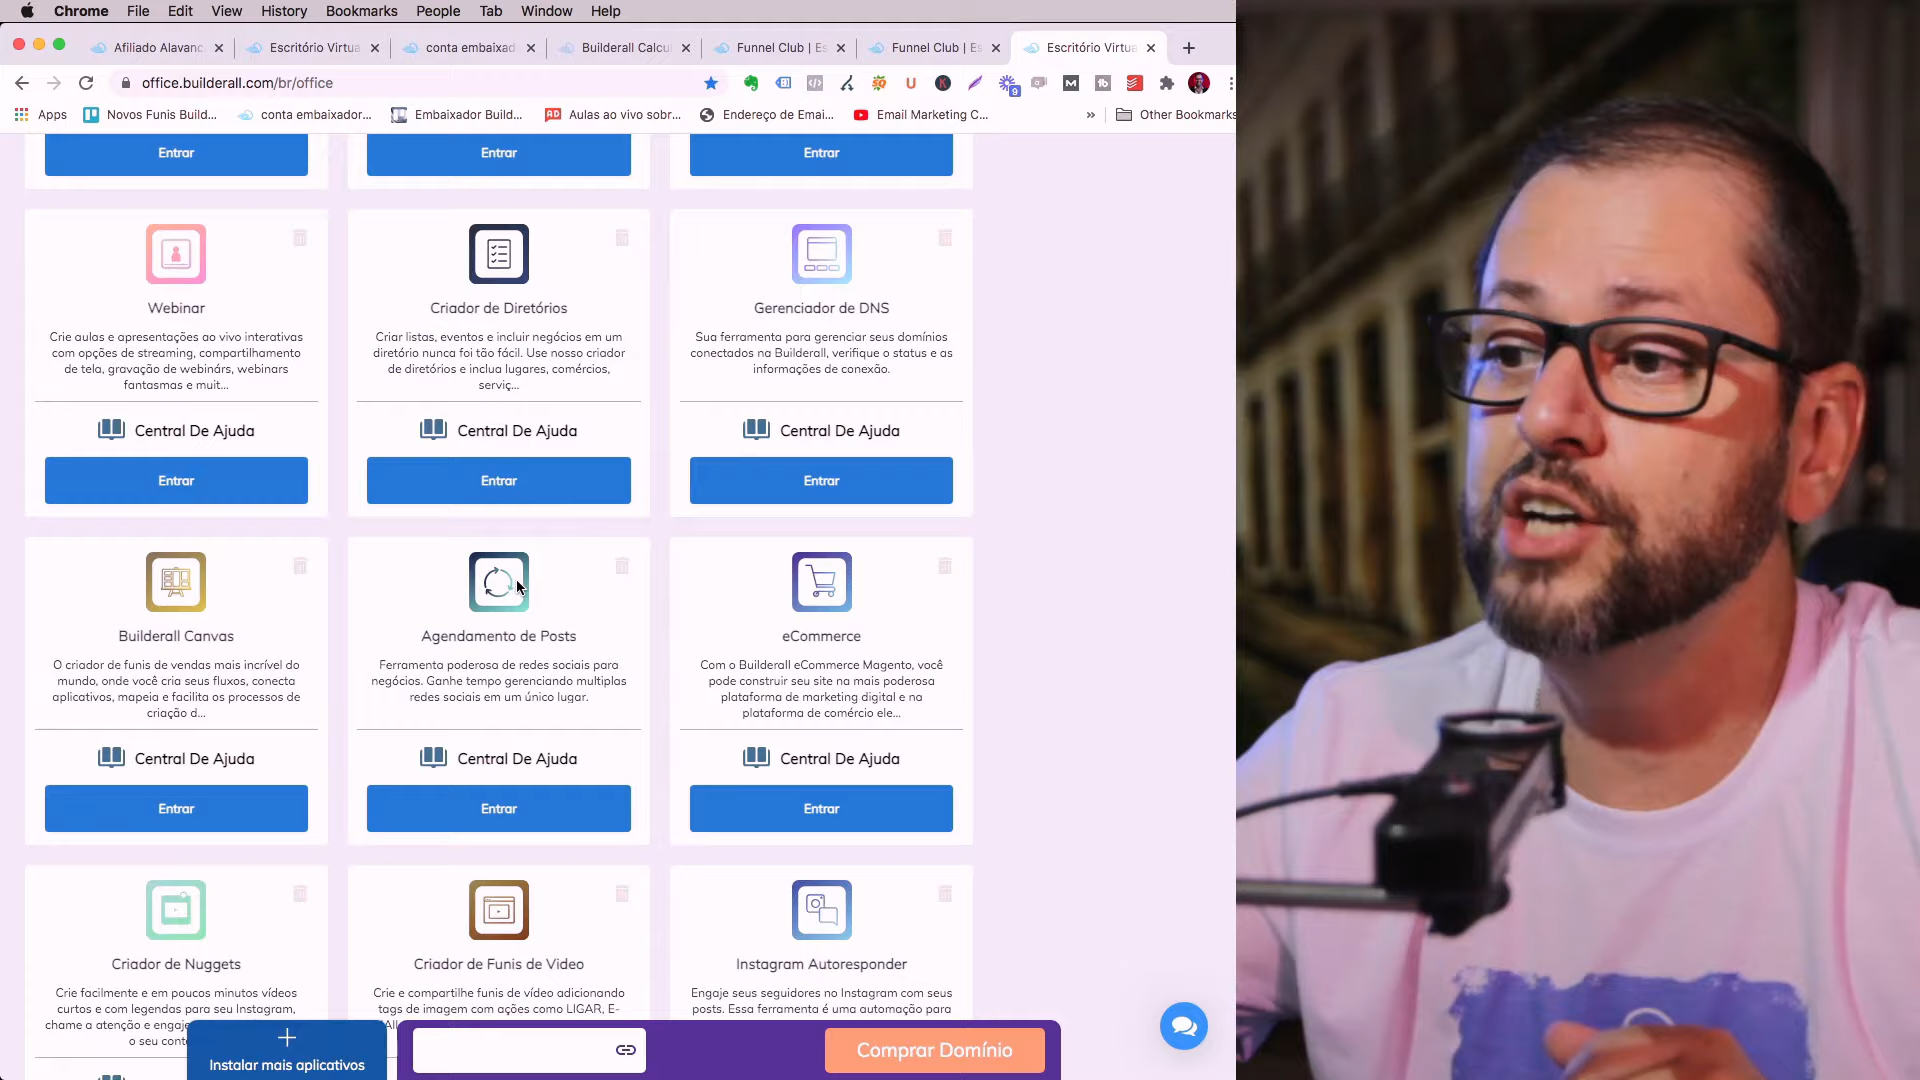 Chrome File Edit View History Bookmarks People Tab Window Help
Afiliado Alavanc
Escritório Virtua
conta embaixad
Builderall Calcu
Funnel Club | Es
Funnel Club | Es
Escritório Virtua
office.builderall.com/br/office
Apps
Novos Funis Build...
conta embaixador...
Embaixador Build...
Aulas ao vivo sobr...
Endereço de Emai...
Email Marketing C...
»
Other Bookmarks
Entrar
Entrar
Entrar
Webinar
Crie aulas e apresentações ao vivo interativas
com opções de streaming, compartilhamento
de tela, gravação de webinárs, webinars
fantasmas e muit...
Central De Ajuda
Entrar
Criador de Diretórios
Criar listas, eventos e incluir negócios em um
diretório nunca foi tão fácil. Use nosso criador
de diretórios e inclua lugares, comércios,
serviç...
Central De Ajuda
Entrar
Gerenciador de DNS
Sua ferramenta para gerenciar seus domínios
conectados na Builderall, verifique o status e as
informações de conexão.
Central De Ajuda
Entrar
Builderall Canvas
O criador de funis de vendas mais incrível do
mundo, onde você cria seus fluxos, conecta
aplicativos, mapeia e facilita os processos de
criação d...
Central De Ajuda
Entrar
Agendamento de Posts
Ferramenta poderosa de redes sociais para
negócios. Ganhe tempo gerenciando multiplas
redes sociais em um único lugar.
Central De Ajuda
Entrar
eCommerce
Com o Builderall eCommerce Magento, você
pode construir seu site na mais poderosa
plataforma de marketing digital e na
plataforma de comércio ele...
Central De Ajuda
Entrar
Criador de Nuggets
Crie facilmente e em poucos minutos vídeos
curtos e com legendas para seu Instagram,
chame a atenção e engaje
o seu cont
Criador de Funis de Video
Crie e compartilhe funis de vídeo adicionando
tags de imagem com ações como LIGAR, E-
Instagram Autoresponder
Engaje seus seguidores no Instagram com seus
posts. Essa ferramenta é uma automação para
Instalar mais aplicativos
Comprar Domínio